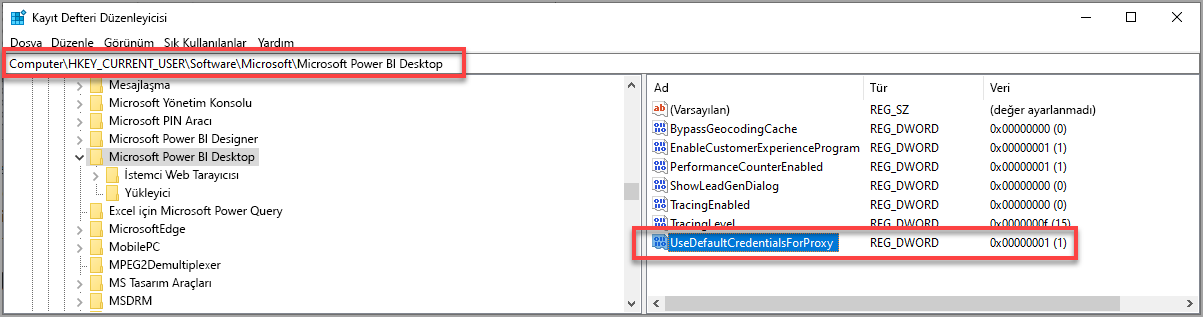 Kayıt Defteri Düzenleyicisi
Dosya Düzenle Görünüm Sık Kullanılanlar Yardım
Computer\HKEY_CURRENT_USER\Software\Microsoft\Microsoft Power BI Desktop
Mesajlaşma
Microsoft Yönetim Konsolu
Microsoft PIN Aracı
Microsoft Power BI Designer
Microsoft Power BI Desktop
İstemci Web Tarayıcısı
Yükleyici
Excel için Microsoft Power Query
MicrosoftEdge
MobilePC
MPEG2Demultiplexer
MS Tasarım Araçları
MSDRM
Ad Tür Veri
(Varsayılan) REG_SZ (değer ayarlanmadı)
BypassGeocodingCache REG_DWORD 0x00000000 (0)
EnableCustomerExperienceProgram REG_DWORD 0x00000001 (1)
PerformanceCounterEnabled REG_DWORD 0x00000001 (1)
ShowLeadGenDialog REG_DWORD 0x00000000 (0)
TracingEnabled REG_DWORD 0x00000000 (0)
TracingLevel REG_DWORD 0x0000000f (15)
UseDefaultCredentialsForProxy REG_DWORD 0x00000001 (1)